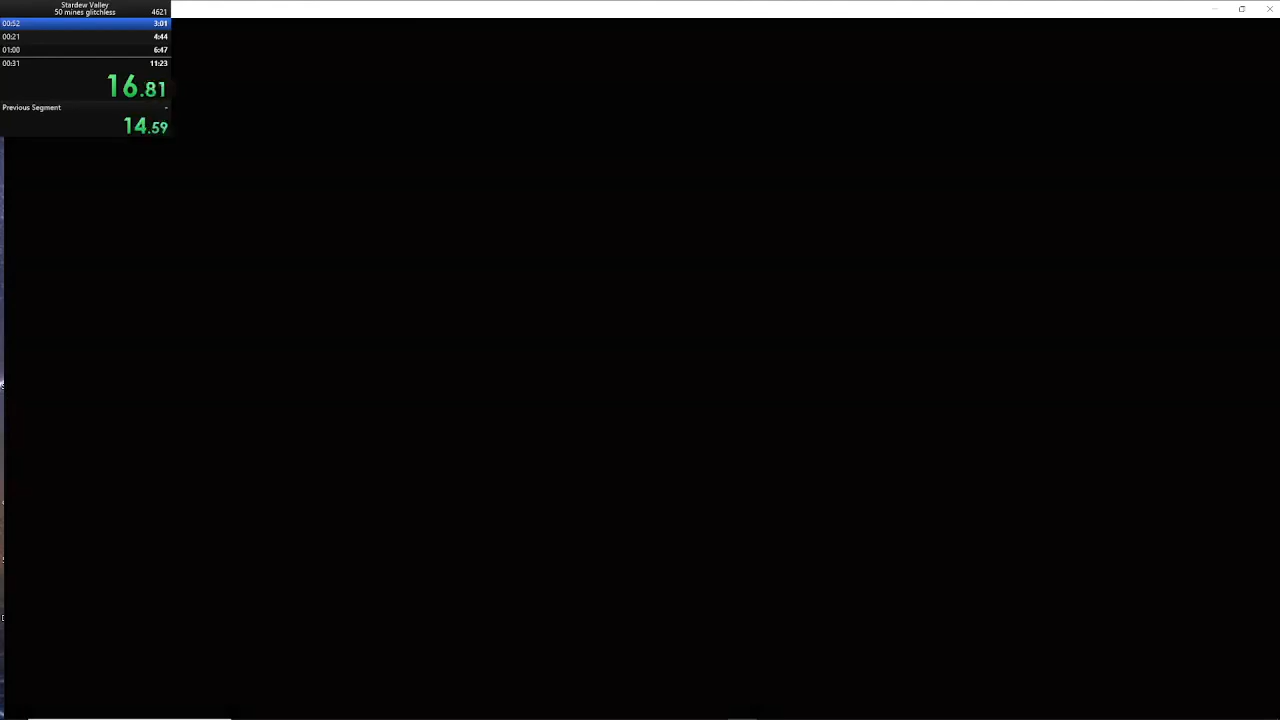 Stardew Valley
50 mines glitchless 4621
00:52 3:01
00:21 4:44
01:00 6:47
00:31 11:23
16.81
Previous Segment -
14.59